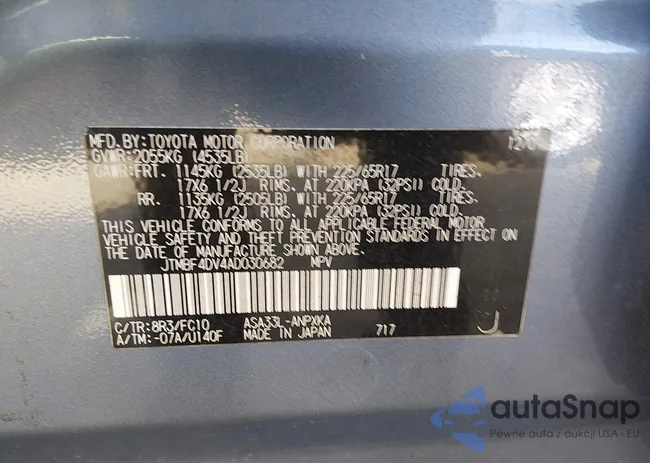 MFD.BY:TOYOTA MOTOR CORPORATION
GVWR:2055KG (4535LB)
GAWR:FRT. 1145KG (2535LB) WITH 225/65R17 TIRES.
17X6 1/2J RIMS. AT 220KPA (32PSI) COLD.
RR. 1135KG (2505LB) WITH 225/65R17 TIRES.
17X6 1/2J RIMS. AT 220KPA (32PSI) COLD.
THIS VEHICLE CONFORMS TO ALL APPLICABLE FEDERAL MOTOR
VEHICLE SAFETY AND THEFT PREVENTION STANDARDS IN EFFECT ON
THE DATE OF MANUFACTURE SHOWN ABOVE.
JTMBF4DV4AD030682 MPV
C/TR:8R3/FC10 ASA33L-ANPXKA
A/TM:-07A/U140F MADE IN JAPAN 717 J
autaSnap
Pewne auta z aukcji USA i EU